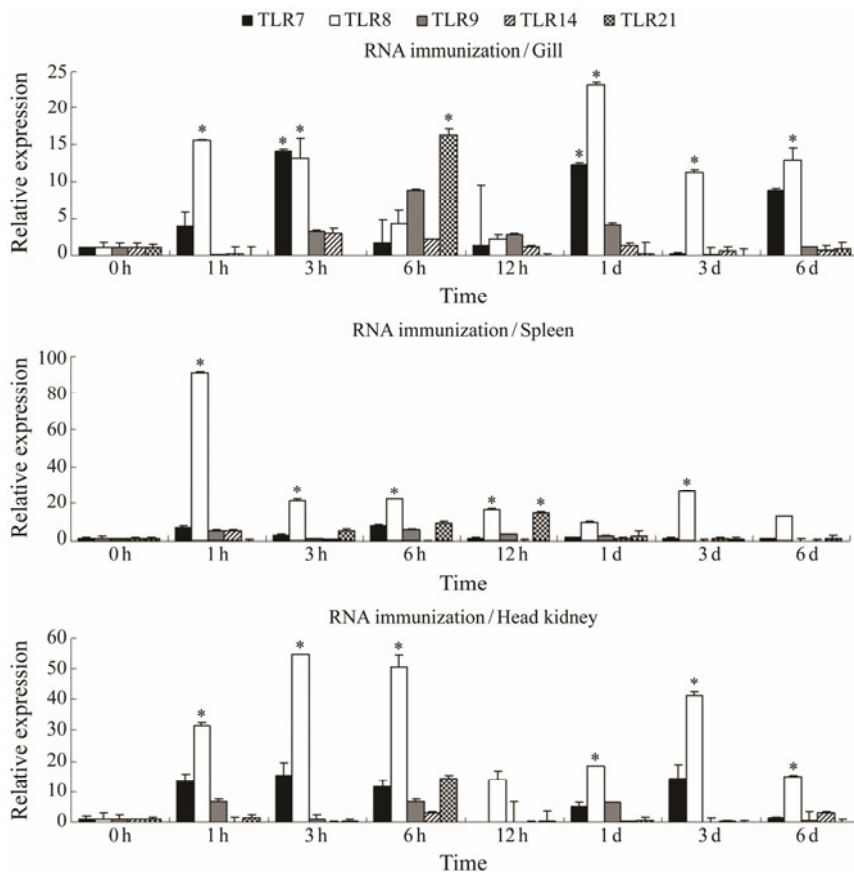 TLR7 TLR8 TLR9 TLR14 TLR21
RNA immunization / Gill
Relative expression
25
20
15
10
5
0
* * * * * * * *
0 h 1 h 3 h 6 h 12 h 1 d 3 d 6 d
Time
RNA immunization / Spleen
Relative expression
100
80
60
40
20
0
* * * * * *
0 h 1 h 3 h 6 h 12 h 1 d 3 d 6 d
Time
RNA immunization / Head kidney
Relative expression
60
50
40
30
20
10
0
* * * * * *
0 h 1 h 3 h 6 h 12 h 1 d 3 d 6 d
Time